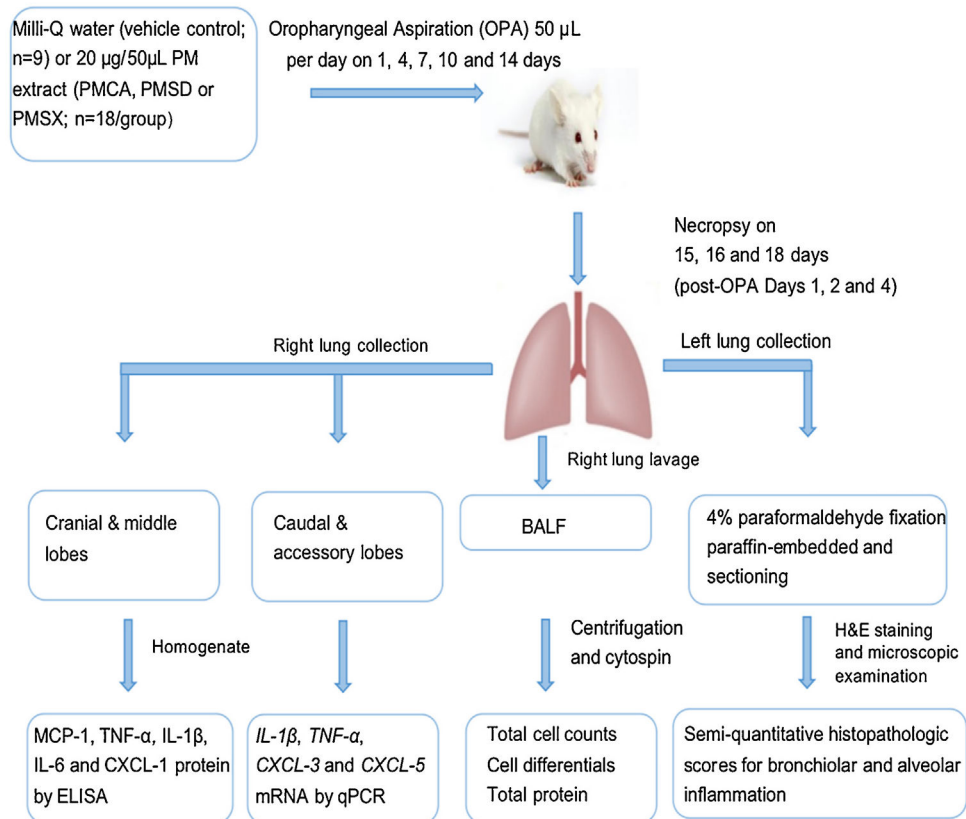 Milli-Q water (vehicle control;
n=9) or 20 µg/50µL PM
extract (PMCA, PMSD or
PMSX; n=18/group)
Oropharyngeal Aspiration (OPA) 50 µL
per day on 1, 4, 7, 10 and 14 days
Necropsy on
15, 16 and 18 days
(post-OPA Days 1, 2 and 4)
Right lung collection
Left lung collection
Right lung lavage
Cranial & middle
lobes
Caudal &
accessory lobes
BALF
4% paraformaldehyde fixation
paraffin-embedded and
sectioning
Homogenate
Centrifugation
and cytospin
H&E staining
and microscopic
examination
MCP-1, TNF-α, IL-1β,
IL-6 and CXCL-1 protein
by ELISA
IL-1β, TNF-α,
CXCL-3 and CXCL-5
mRNA by qPCR
Total cell counts
Cell differentials
Total protein
Semi-quantitative histopathologic
scores for bronchiolar and alveolar
inflammation